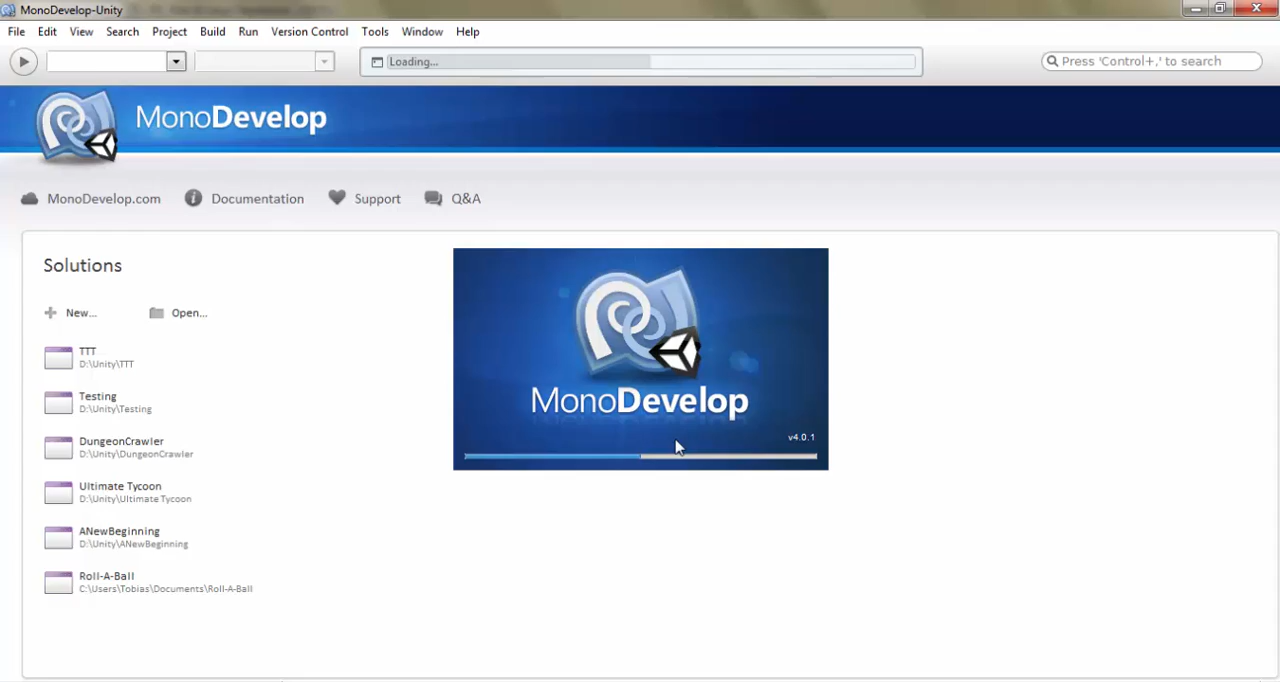 MonoDevelop-Unity
File Edit View Search Project Build Run Version Control Tools Window Help
Loading...
Press 'Control+,' to search
MonoDevelop
MonoDevelop.com Documentation Support Q&A
Solutions
New... Open...
TTT
D:\Unity\TTT
Testing
D:\Unity\Testing
DungeonCrawler
D:\Unity\DungeonCrawler
Ultimate Tycoon
D:\Unity\Ultimate Tycoon
ANewBeginning
D:\Unity\ANewBeginning
Roll-A-Ball
C:\Users\Tobias\Documents\Roll-A-Ball
MonoDevelop
v4.0.1